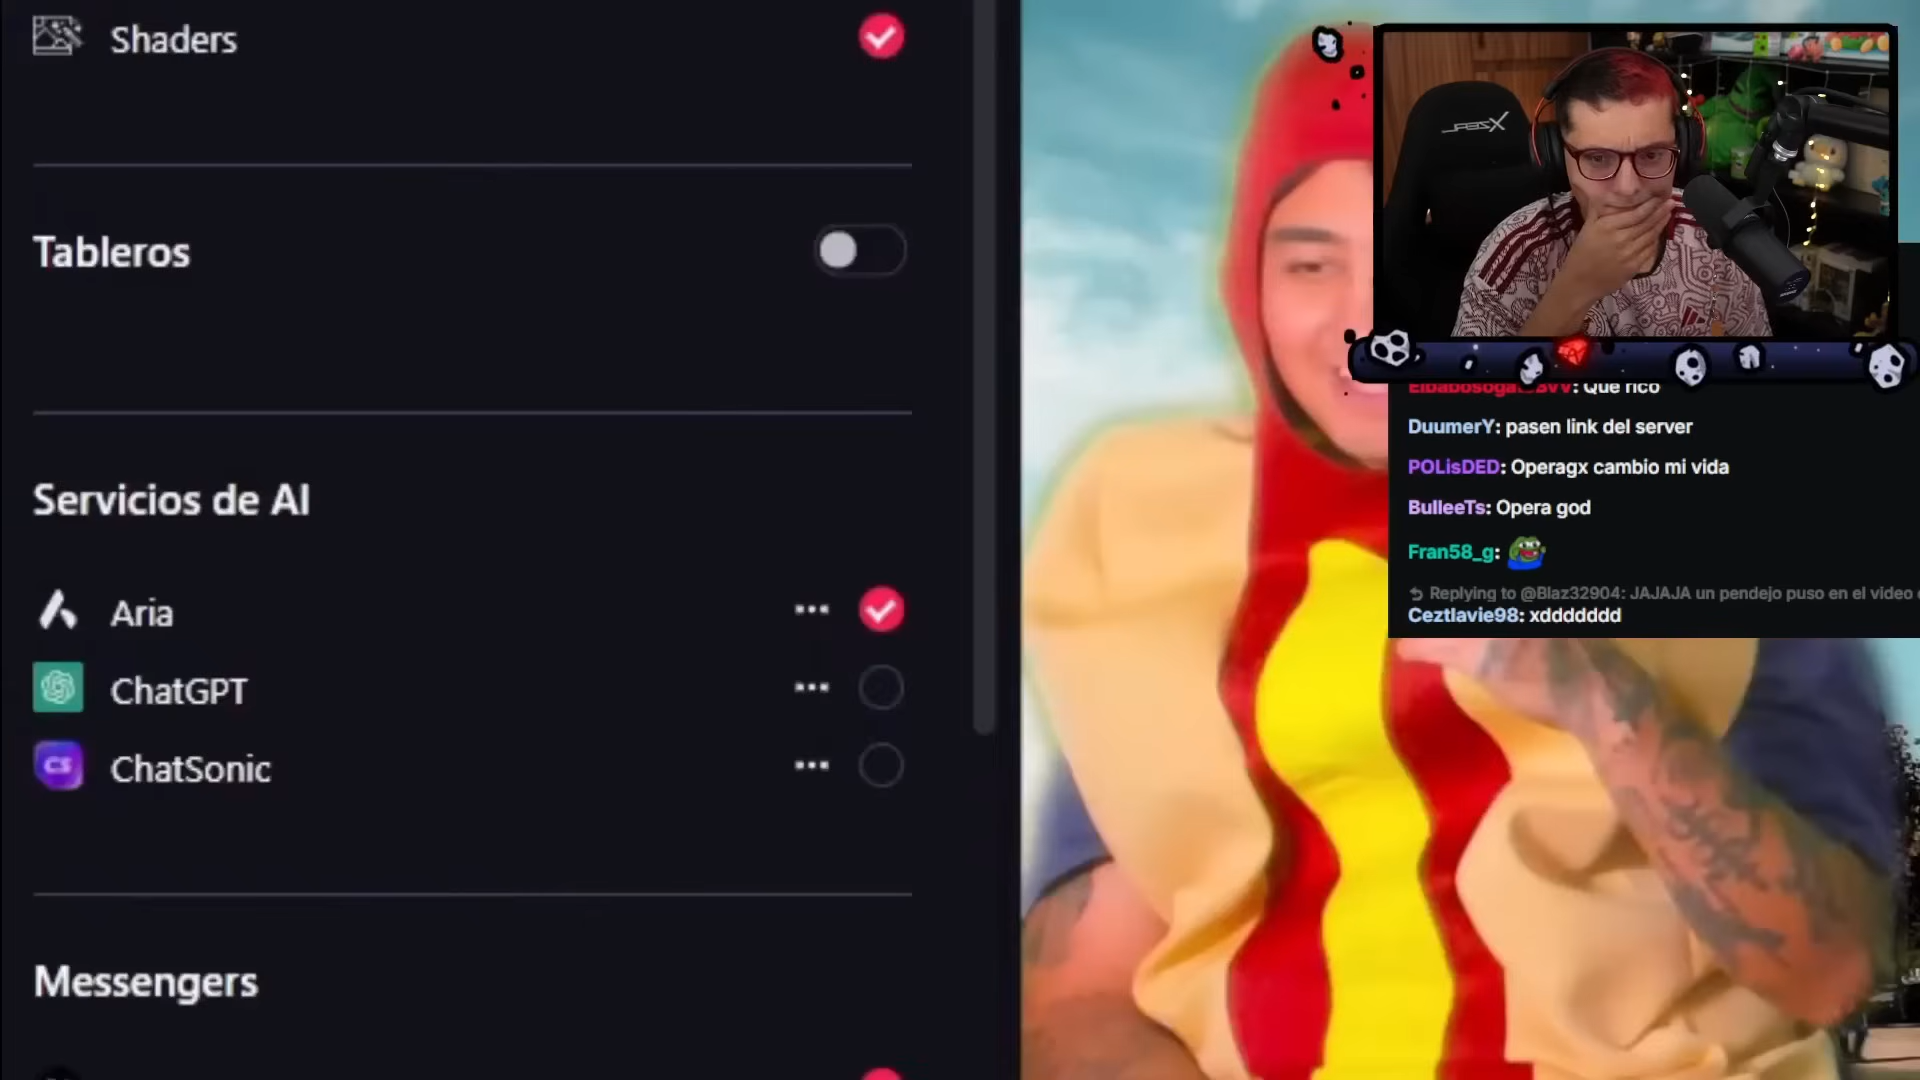 Shaders
Tableros
Servicios de AI
Aria
ChatGPT
CS
ChatSonic
Messengers
Que rico
DuumerY: pasen link del server
POLisDED: Operagx cambio mi vida
BulleeTs: Opera god
Fran58_g:
Replying to @Blaz32904: JAJAJA un pendejo puso en el video
Ceztlavie98: xddddddd